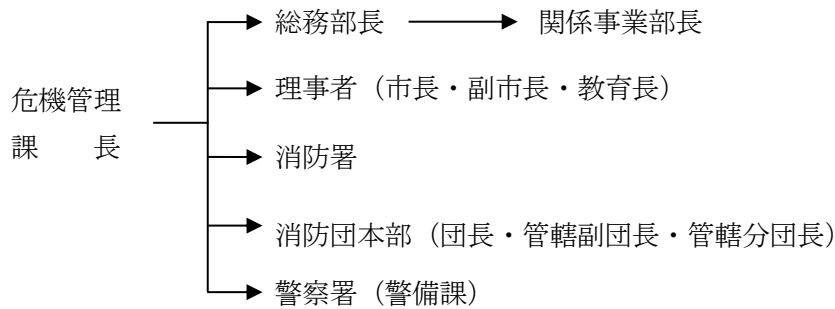 総務部長 関係事業部長
理事者（市長・副市長・教育長）
危機管理
課　　長
消防署
消防団本部（団長・管轄副団長・管轄分団長）
警察署（警備課）